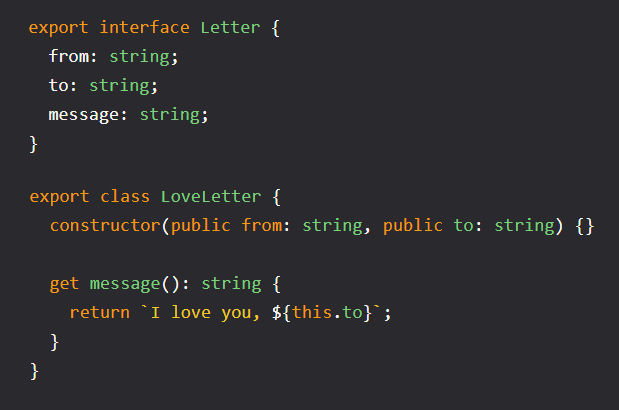 export interface Letter {
  from: string;
  to: string;
  message: string;
}

export class LoveLetter {
  constructor(public from: string, public to: string) {}

  get message(): string {
    return `I love you, ${this.to}`;
  }
}